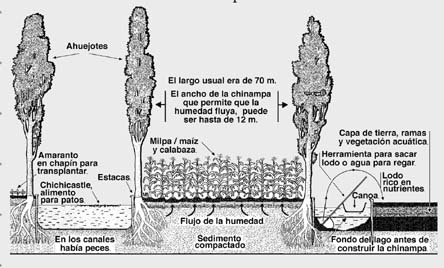 Ahuejotes
El largo usual era de 70 m.
El ancho de la chinampa
que permite que la
humedad fluya, puede
ser hasta de 12 m.
Milpa / maíz
y calabaza.
Capa de tierra, ramas
y vegetación acuática.
Herramienta para sacar
lodo o agua para regar.
Lodo
rico en
nutrientes.
Canoa
Amaranto
en chapín para
transplantar.
Chichicastle,
alimento
para patos.
Estacas.
En los canales
había peces.
Flujo de la humedad.
Sedimento
compactado
Fondo del lago antes de
construir la chinampa